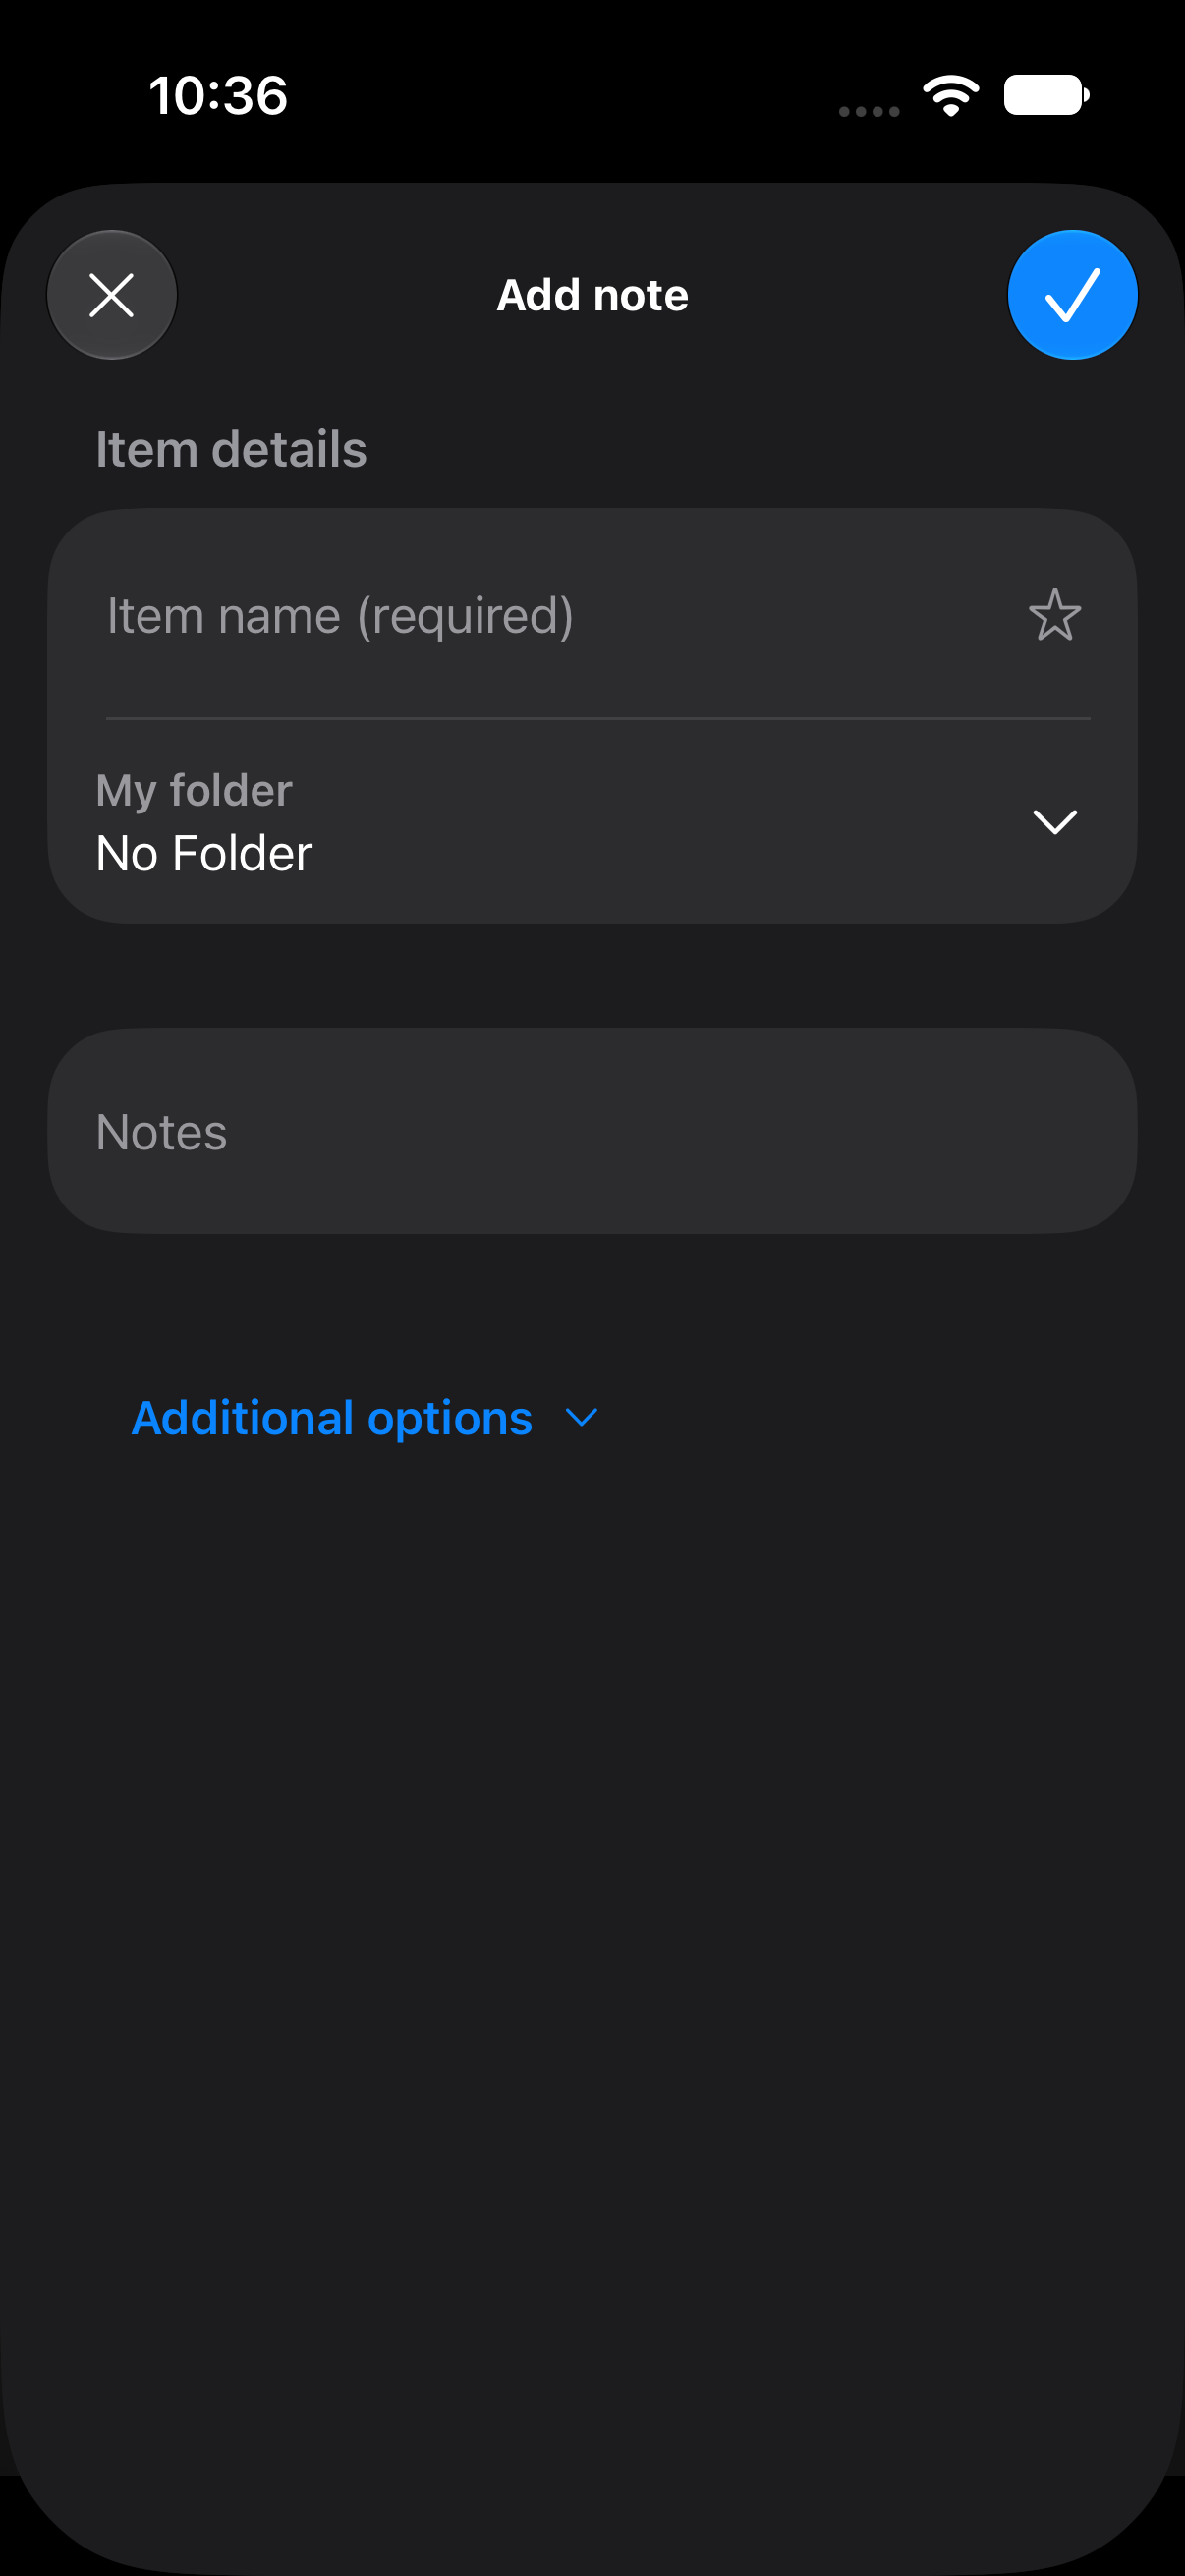 10:36
Add note
Item details
Item name (required)
My folder
No Folder
Notes
Additional options